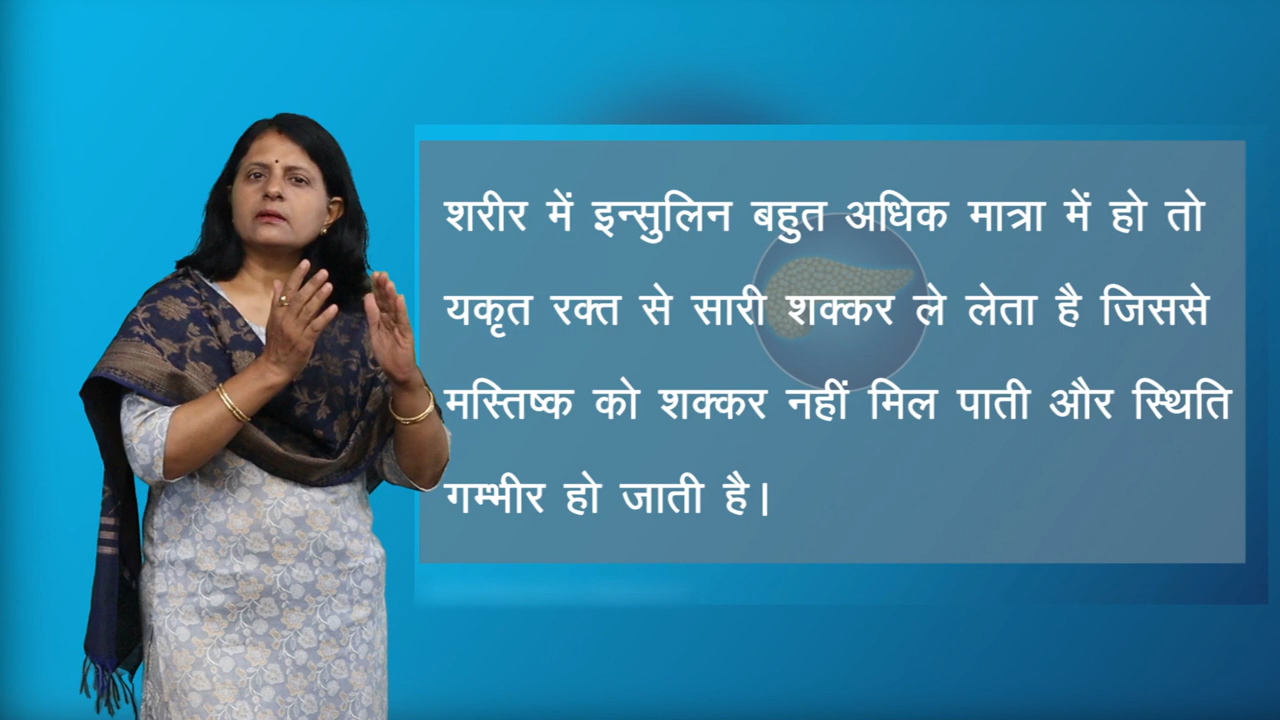 शरीर में इन्सुलिन बहुत अधिक मात्रा में हो तो
यकृत रक्त से सारी शक्कर ले लेता है जिससे
मस्तिष्क को शक्कर नहीं मिल पाती और स्थिति
गम्भीर हो जाती है।